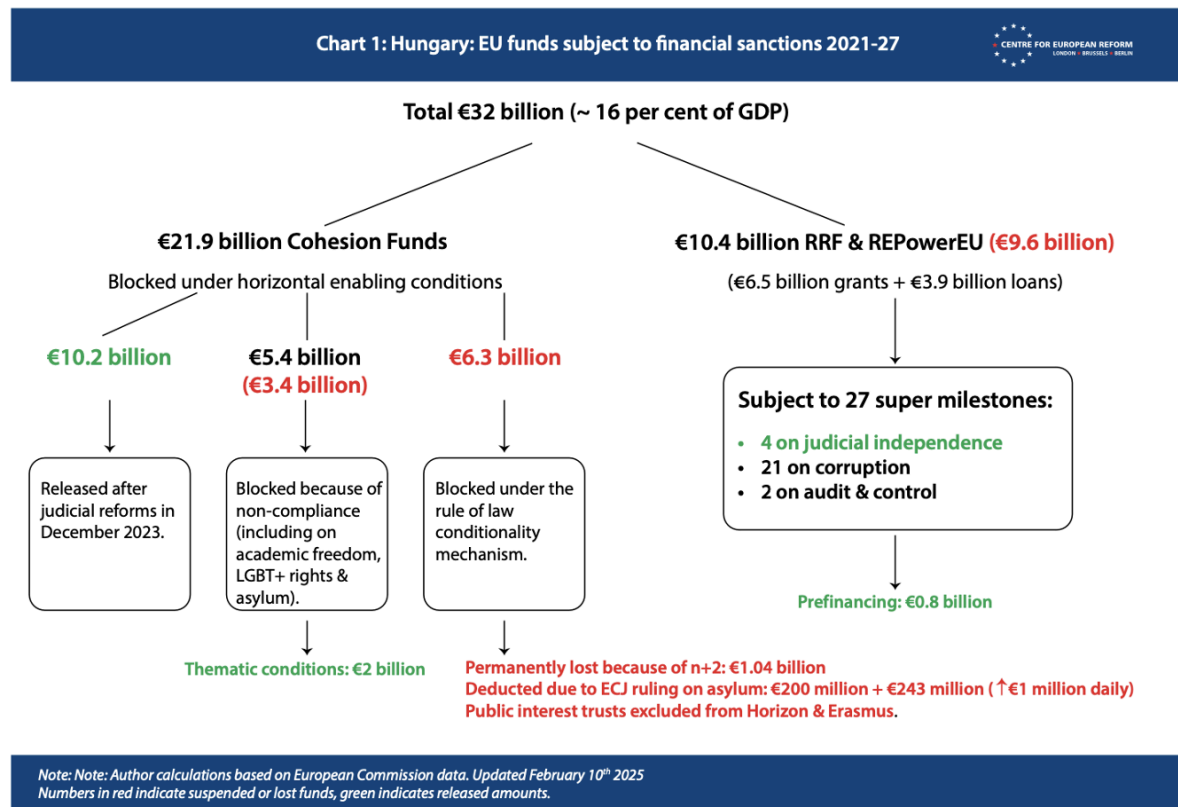 Chart 1: Hungary: EU funds subject to financial sanctions 2021-27
CENTRE FOR EUROPEAN REFORM
LONDON • BRUSSELS • BERLIN
Total €32 billion (~ 16 per cent of GDP)
€21.9 billion Cohesion Funds
Blocked under horizontal enabling conditions
€10.2 billion
Released after
judicial reforms in
December 2023.
€5.4 billion
(€3.4 billion)
Blocked because of
non-compliance
(including on
academic freedom,
LGBT+ rights &
asylum).
Thematic conditions: €2 billion
€6.3 billion
Blocked under the
rule of law
conditionality
mechanism.
Permanently lost because of n+2: €1.04 billion
Deducted due to ECJ ruling on asylum: €200 million + €243 million (↑€1 million daily)
Public interest trusts excluded from Horizon & Erasmus.
€10.4 billion RRF & REPowerEU (€9.6 billion)
(€6.5 billion grants + €3.9 billion loans)
Subject to 27 super milestones:
• 4 on judicial independence
• 21 on corruption
• 2 on audit & control
Prefinancing: €0.8 billion
Note: Note: Author calculations based on European Commission data. Updated February 10th 2025
Numbers in red indicate suspended or lost funds, green indicates released amounts.